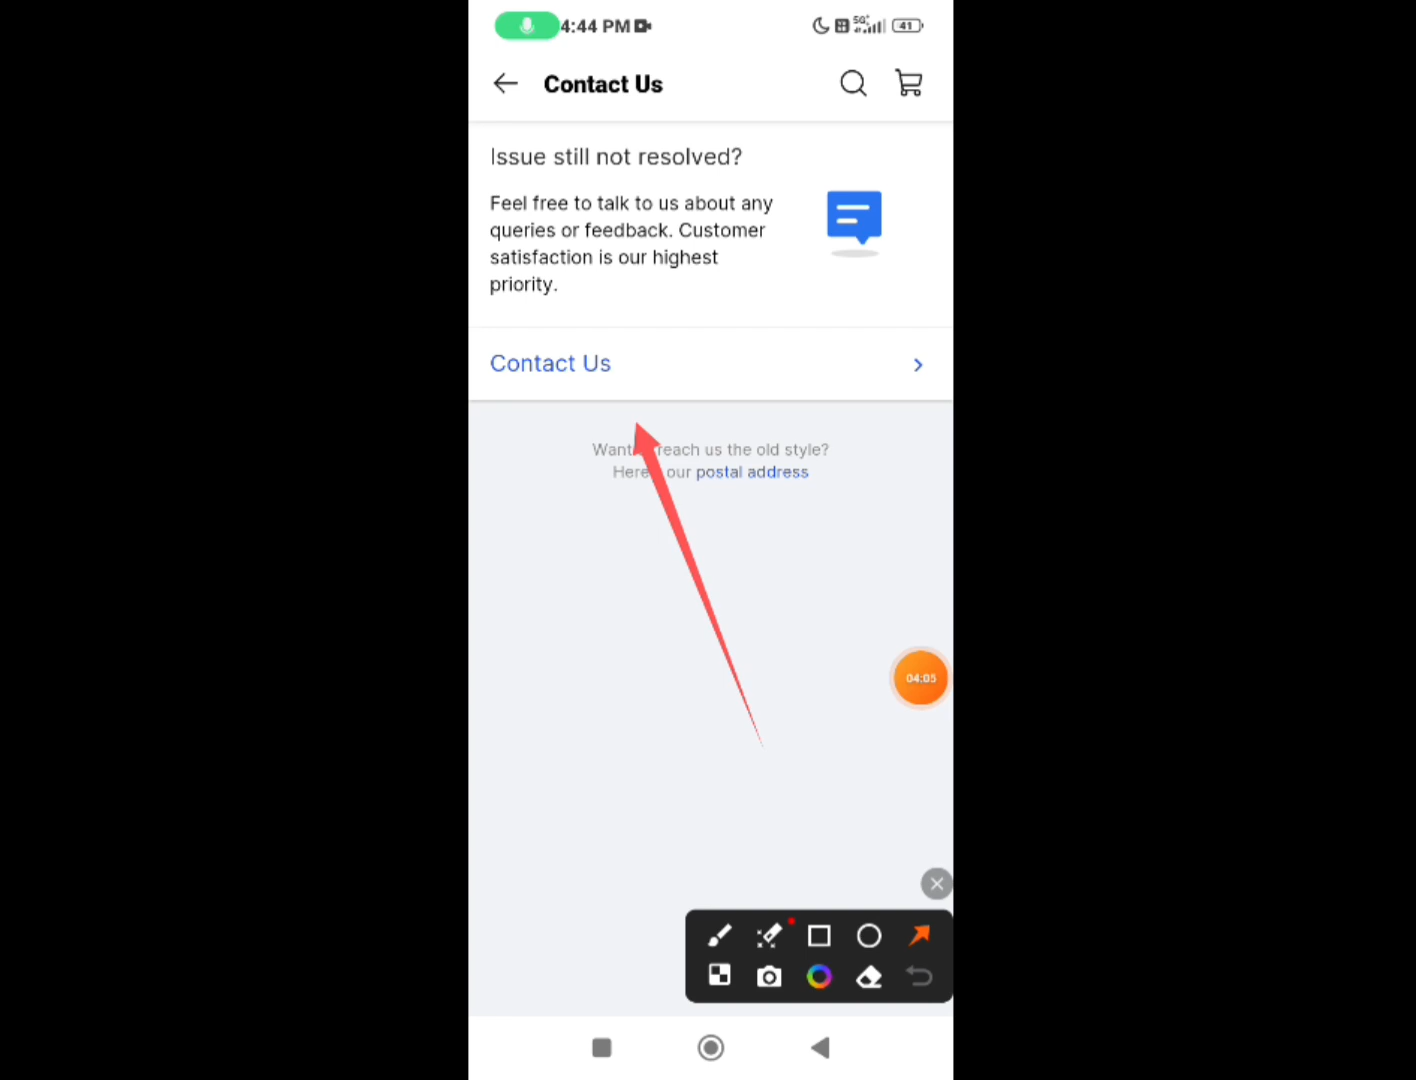 4:44 PM
5G+
41
Contact Us
Issue still not resolved?
Feel free to talk to us about any
queries or feedback. Customer
satisfaction is our highest
priority.
Contact Us
Want reach us the old style?
Here our postal address
04:05